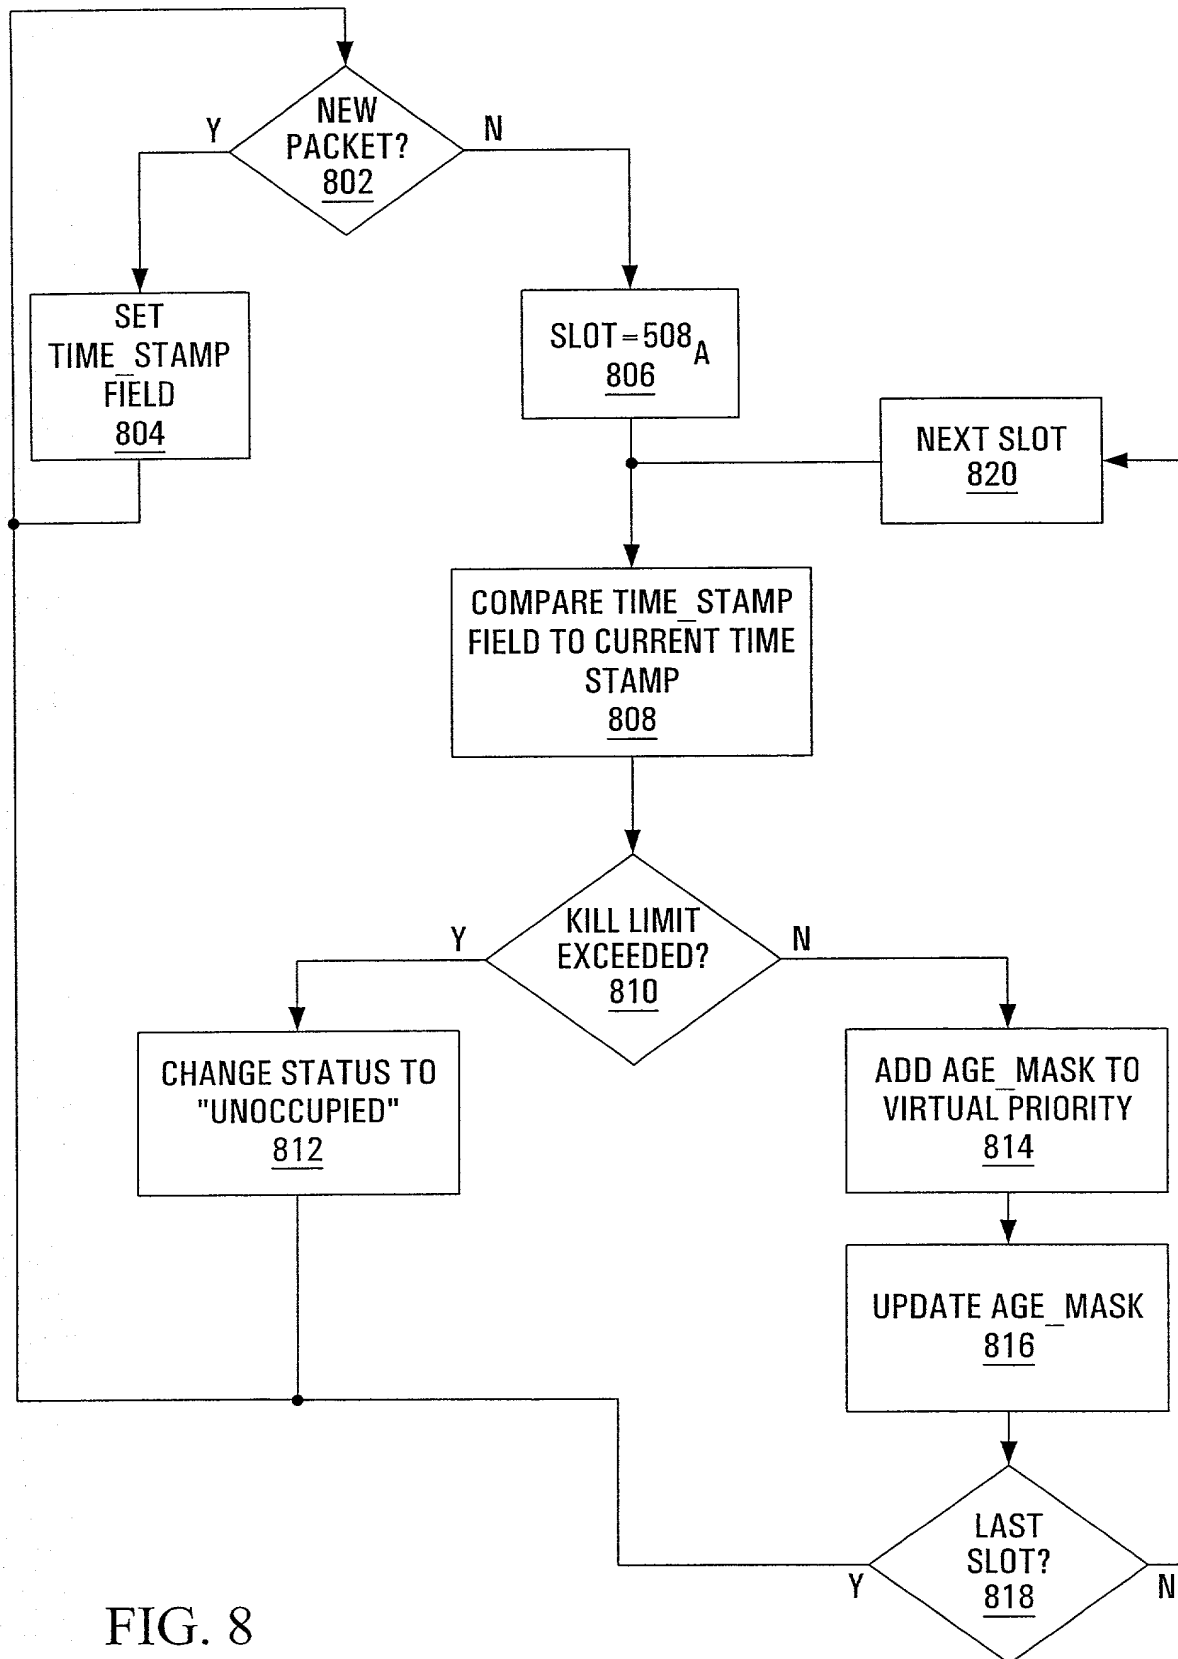 NEW
PACKET?
802
Y
N
SET
TIME_STAMP
FIELD
804
SLOT=508A
806
NEXT SLOT
820
COMPARE TIME_STAMP
FIELD TO CURRENT TIME
STAMP
808
KILL LIMIT
EXCEEDED?
810
Y
N
CHANGE STATUS TO
"UNOCCUPIED"
812
ADD AGE_MASK TO
VIRTUAL PRIORITY
814
UPDATE AGE_MASK
816
LAST
SLOT?
818
Y
N
FIG. 8